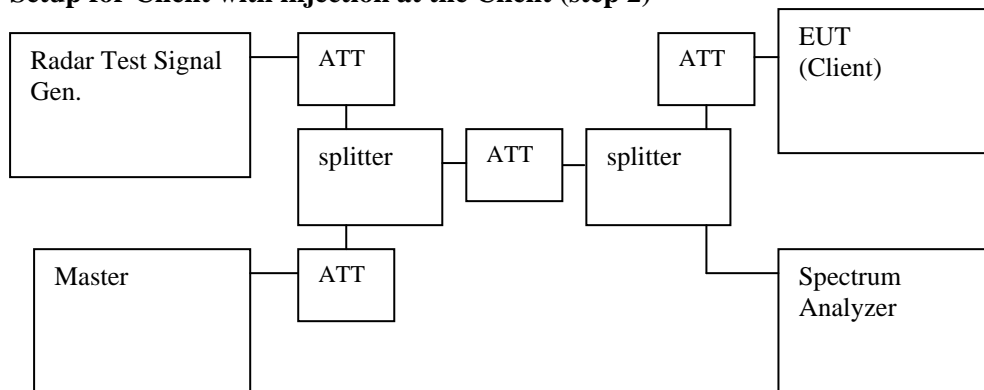 Setup for Client with injection at the Client (step 2)
Radar Test Signal
Gen.
ATT
ATT
EUT
(Client)
splitter
ATT
splitter
Master
ATT
Spectrum
Analyzer